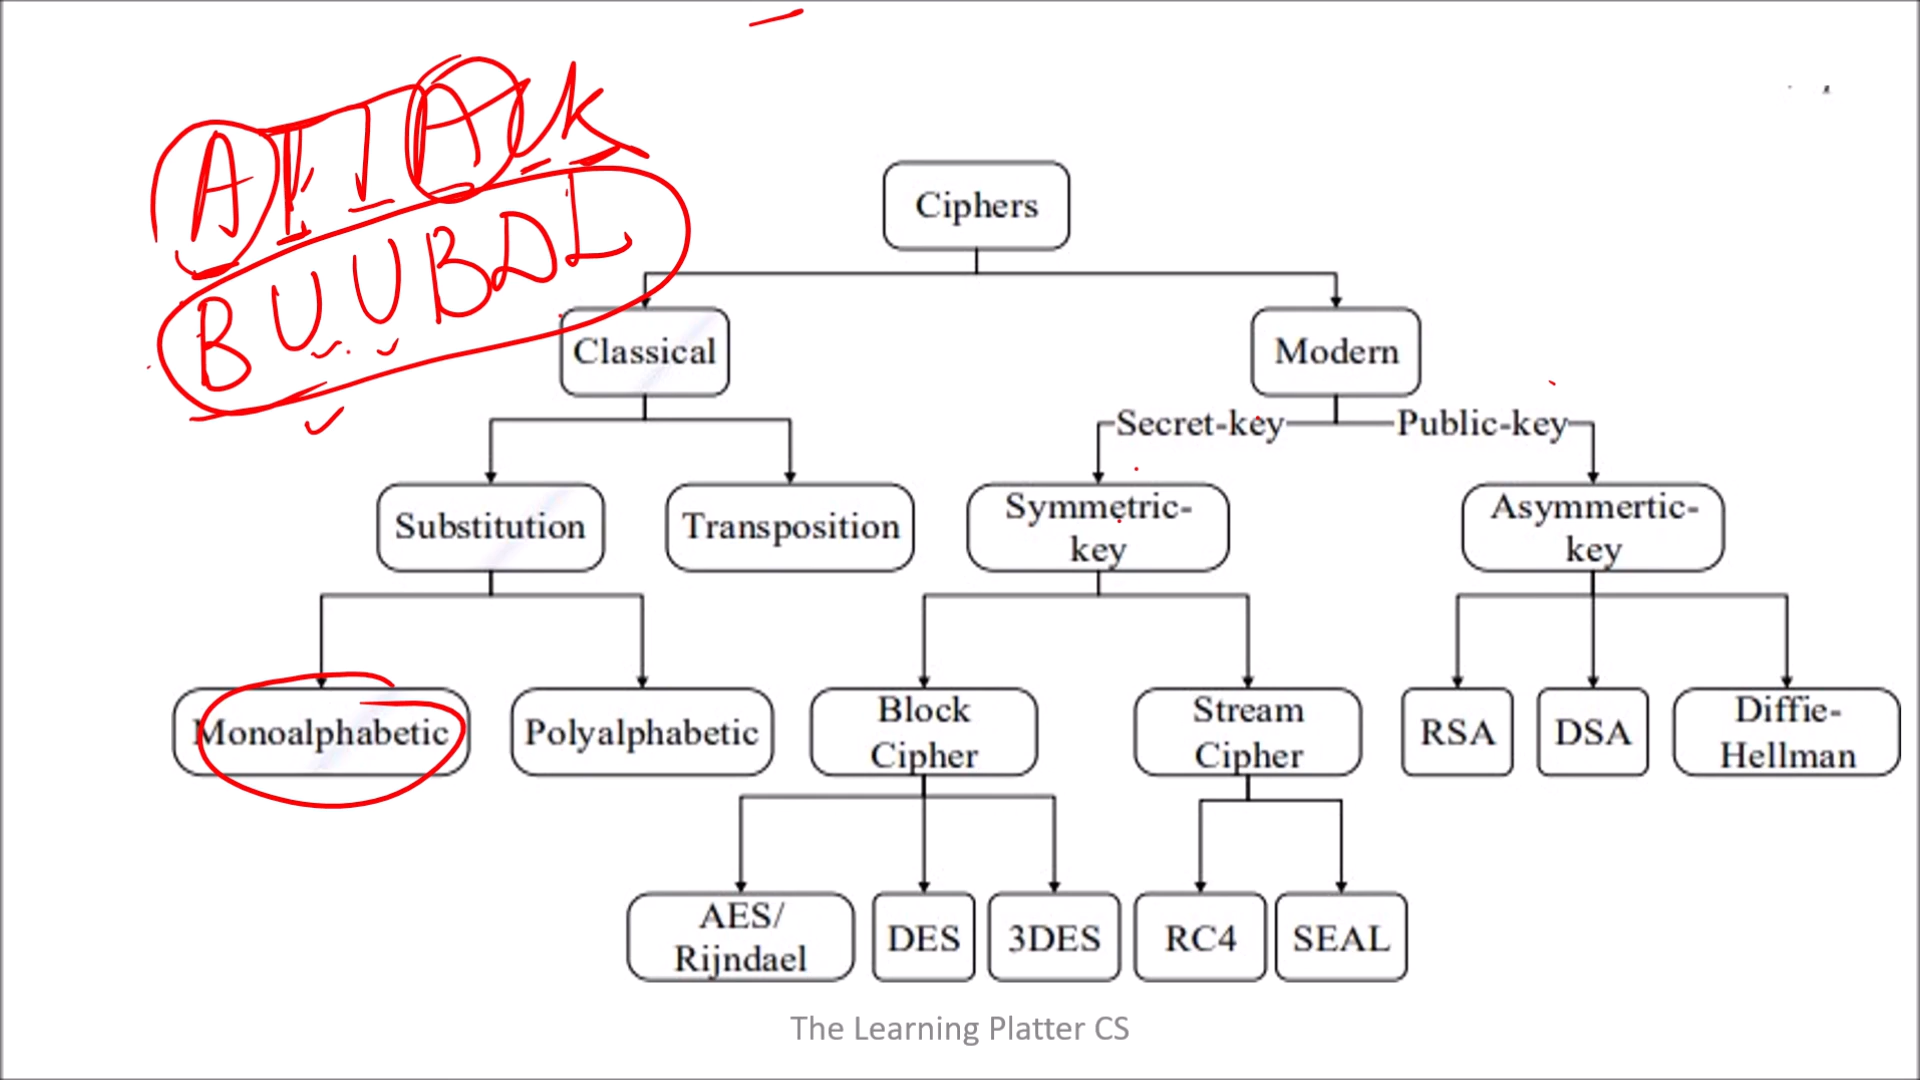 ATTACK
BUUBDL
Ciphers
Classical
Modern
Secret-key
Public-key
Substitution
Transposition
Symmetric-
key
Asymmertic-
key
Monoalphabetic
Polyalphabetic
Block
Cipher
Stream
Cipher
RSA
DSA
Diffie-
Hellman
AES/
Rijndael
DES
3DES
RC4
SEAL
The Learning Platter CS